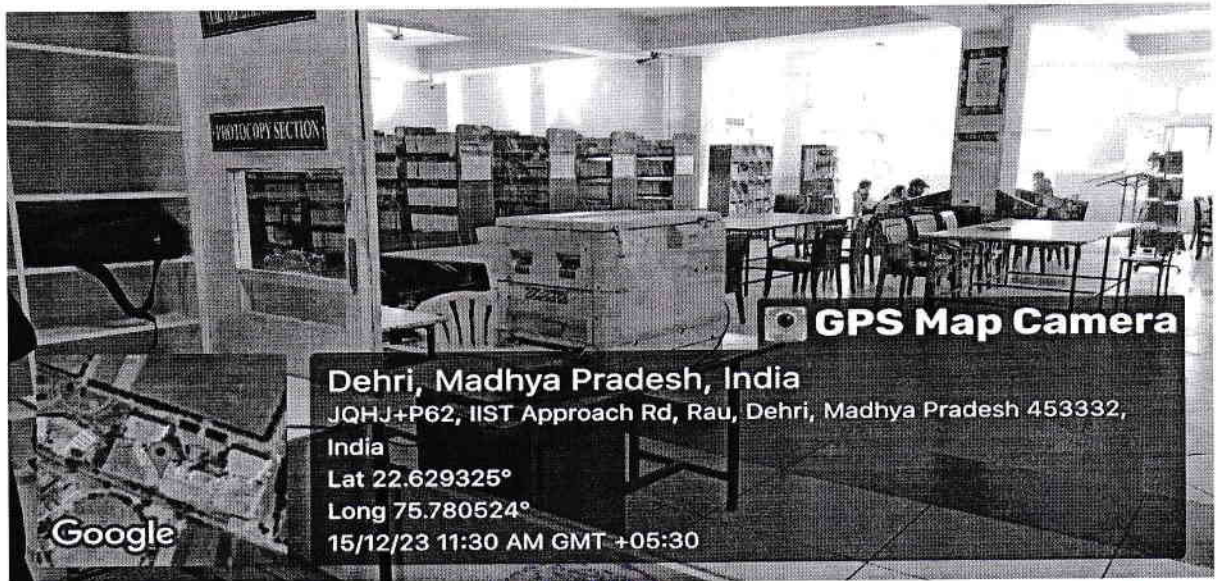 PHOTOCOPY SECTION
GPS Map Camera
Dehri, Madhya Pradesh, India
JQHJ+P62, IIST Approach Rd, Rau, Dehri, Madhya Pradesh 453332,
India
Lat 22.629325°
Long 75.780524°
15/12/23 11:30 AM GMT +05:30
Google